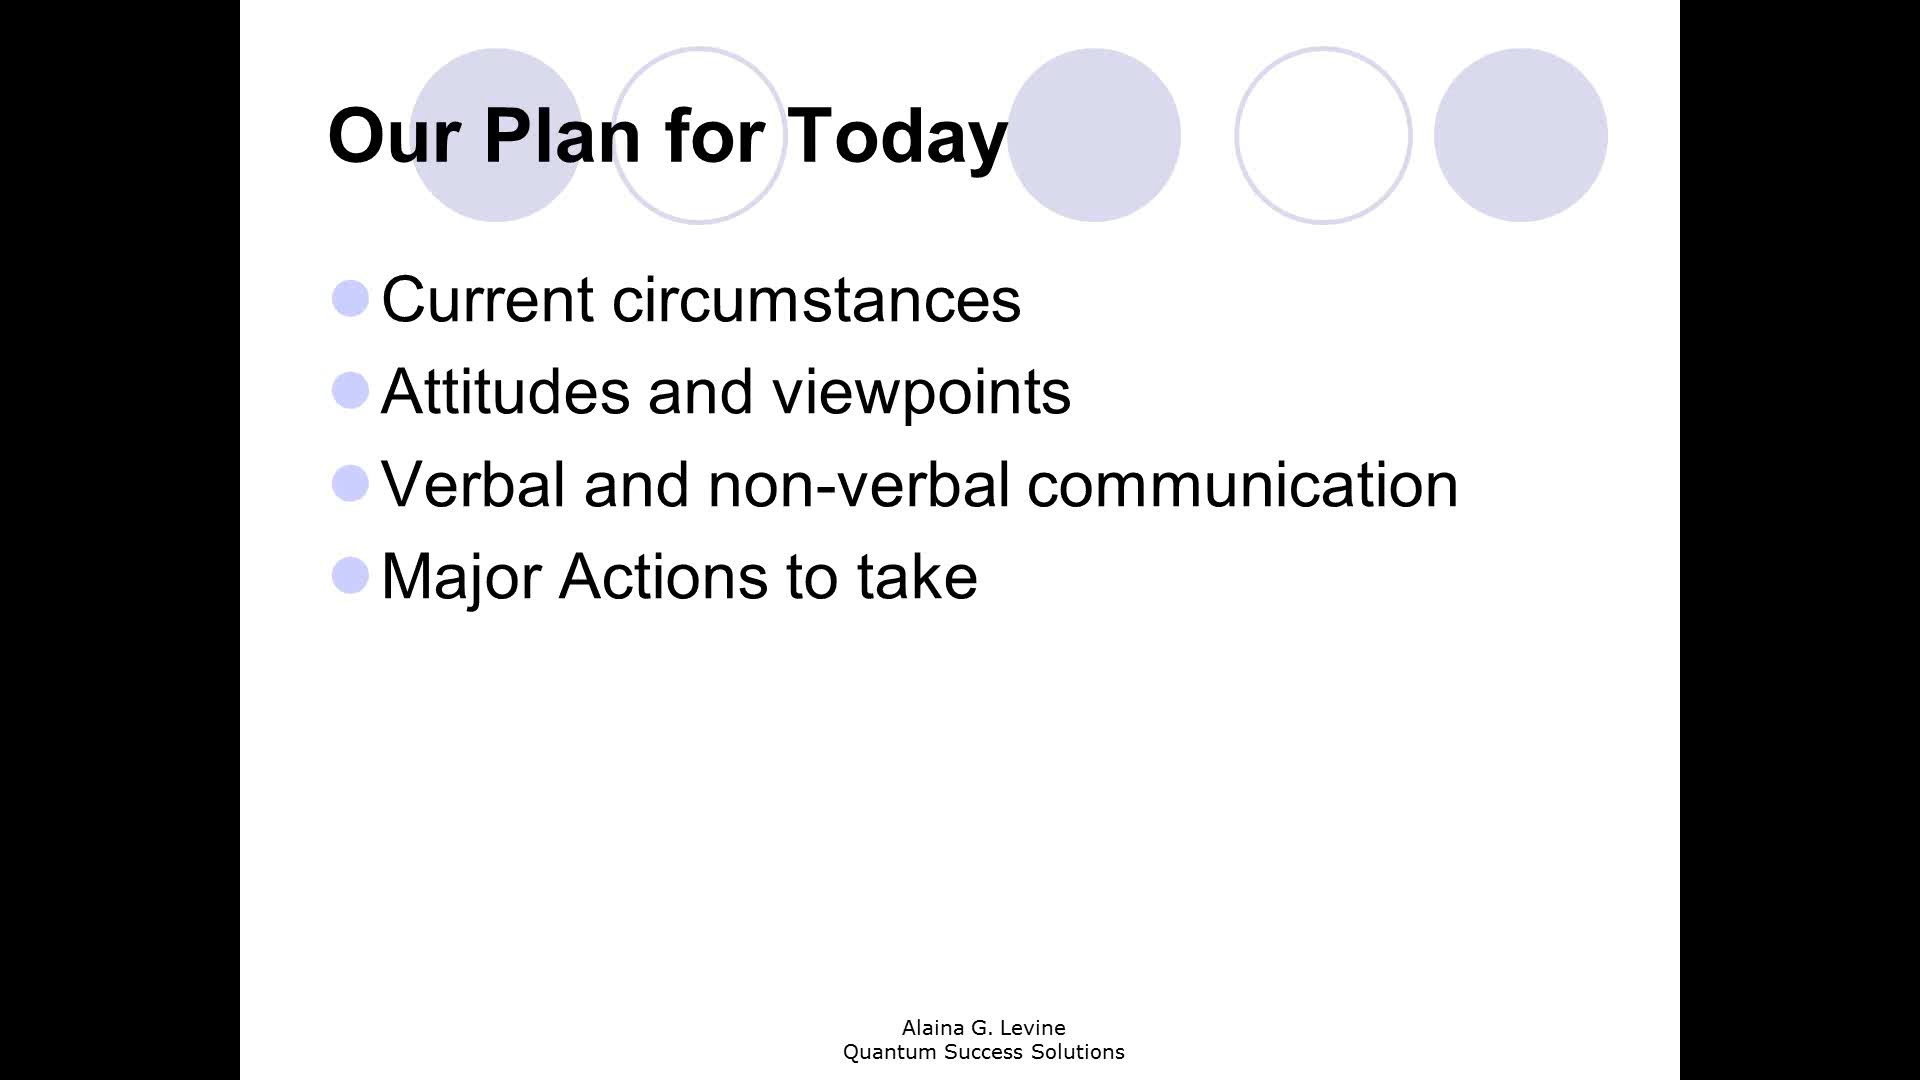 Our Plan for Today
Current circumstances
Attitudes and viewpoints
Verbal and non-verbal communication
Major Actions to take
Alaina G. Levine
Quantum Success Solutions